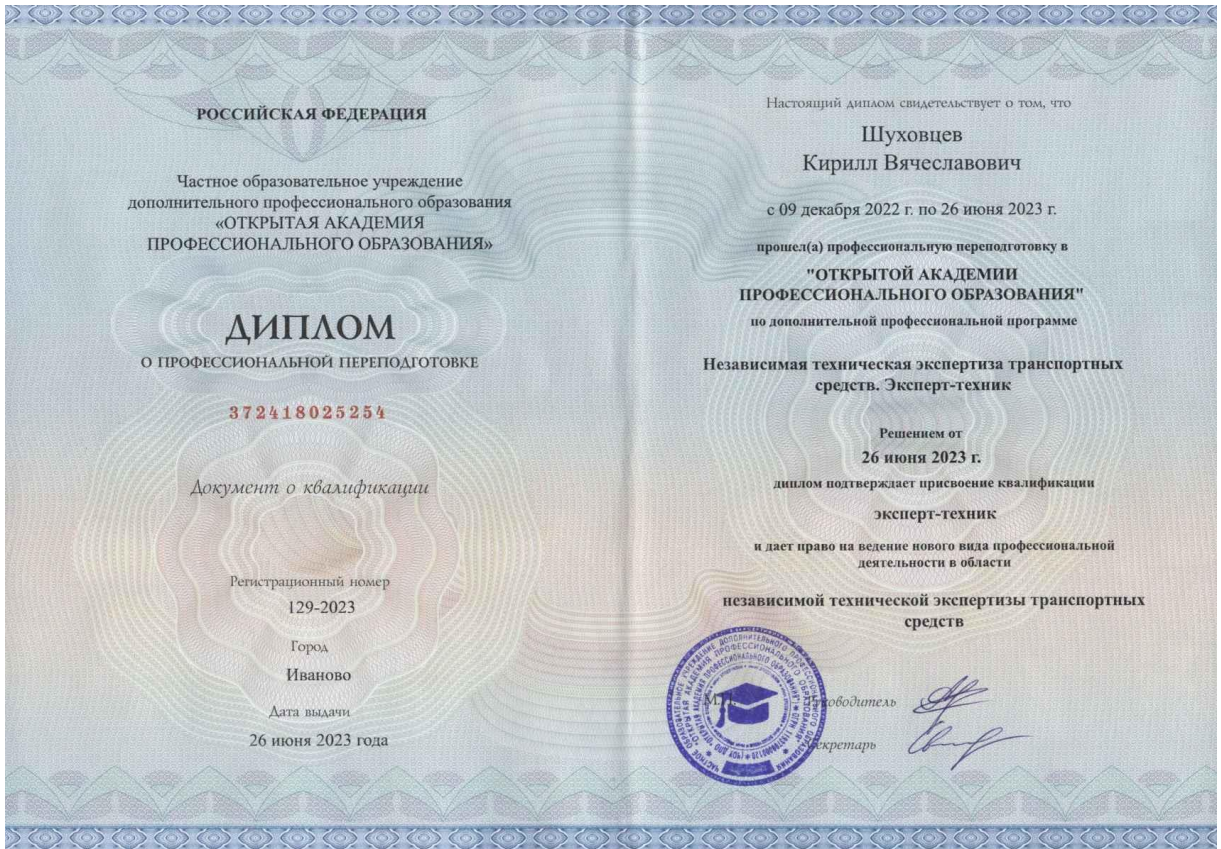 РОССИЙСКАЯ ФЕДЕРАЦИЯ
Частное образовательное учреждение
дополнительного профессионального образования
«ОТКРЫТАЯ АКАДЕМИЯ
ПРОФЕССИОНАЛЬНОГО ОБРАЗОВАНИЯ»
ДИПЛОМ
О ПРОФЕССИОНАЛЬНОЙ ПЕРЕПОДГОТОВКЕ
372418025254
Документ о квалификации
Регистрационный номер
129-2023
Город
Иваново
Дата выдачи
26 июня 2023 года
Настоящий диплом свидетельствует о том, что
Шуховцев
Кирилл Вячеславович
с 09 декабря 2022 г. по 26 июня 2023 г.
прошел(а) профессиональную переподготовку в
"ОТКРЫТОЙ АКАДЕМИИ
ПРОФЕССИОНАЛЬНОГО ОБРАЗОВАНИЯ"
по дополнительной профессиональной программе
Независимая техническая экспертиза транспортных
средств. Эксперт-техник
Решением от
26 июня 2023 г.
диплом подтверждает присвоение квалификации
эксперт-техник
и дает право на ведение нового вида профессиональной
деятельности в области
независимой технической экспертизы транспортных
средств
М.П.
Руководитель
Секретарь